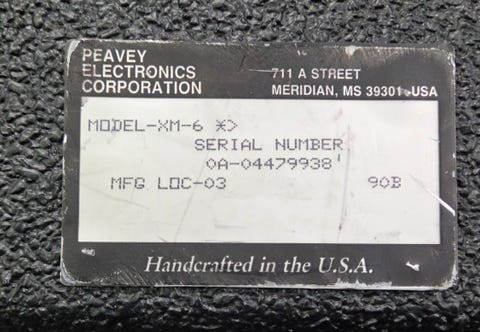 PEAVEY
ELECTRONICS
CORPORATION
711 A STREET
MERIDIAN, MS 39301-USA
MODEL-XM-6 *>
SERIAL NUMBER
0A-04479938
MFG LOC-03 90B
Handcrafted in the U.S.A.